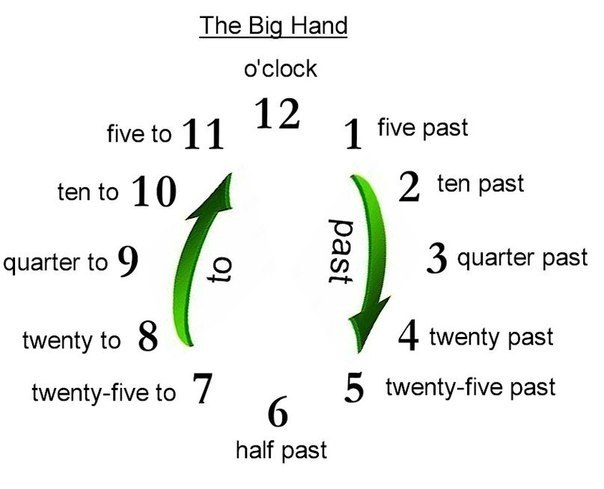 The Big Hand
o'clock
12
five to 11
1 five past
ten to 10
2 ten past
quarter to 9
to
past
3 quarter past
twenty to 8
4 twenty past
twenty-five to 7
5 twenty-five past
6
half past